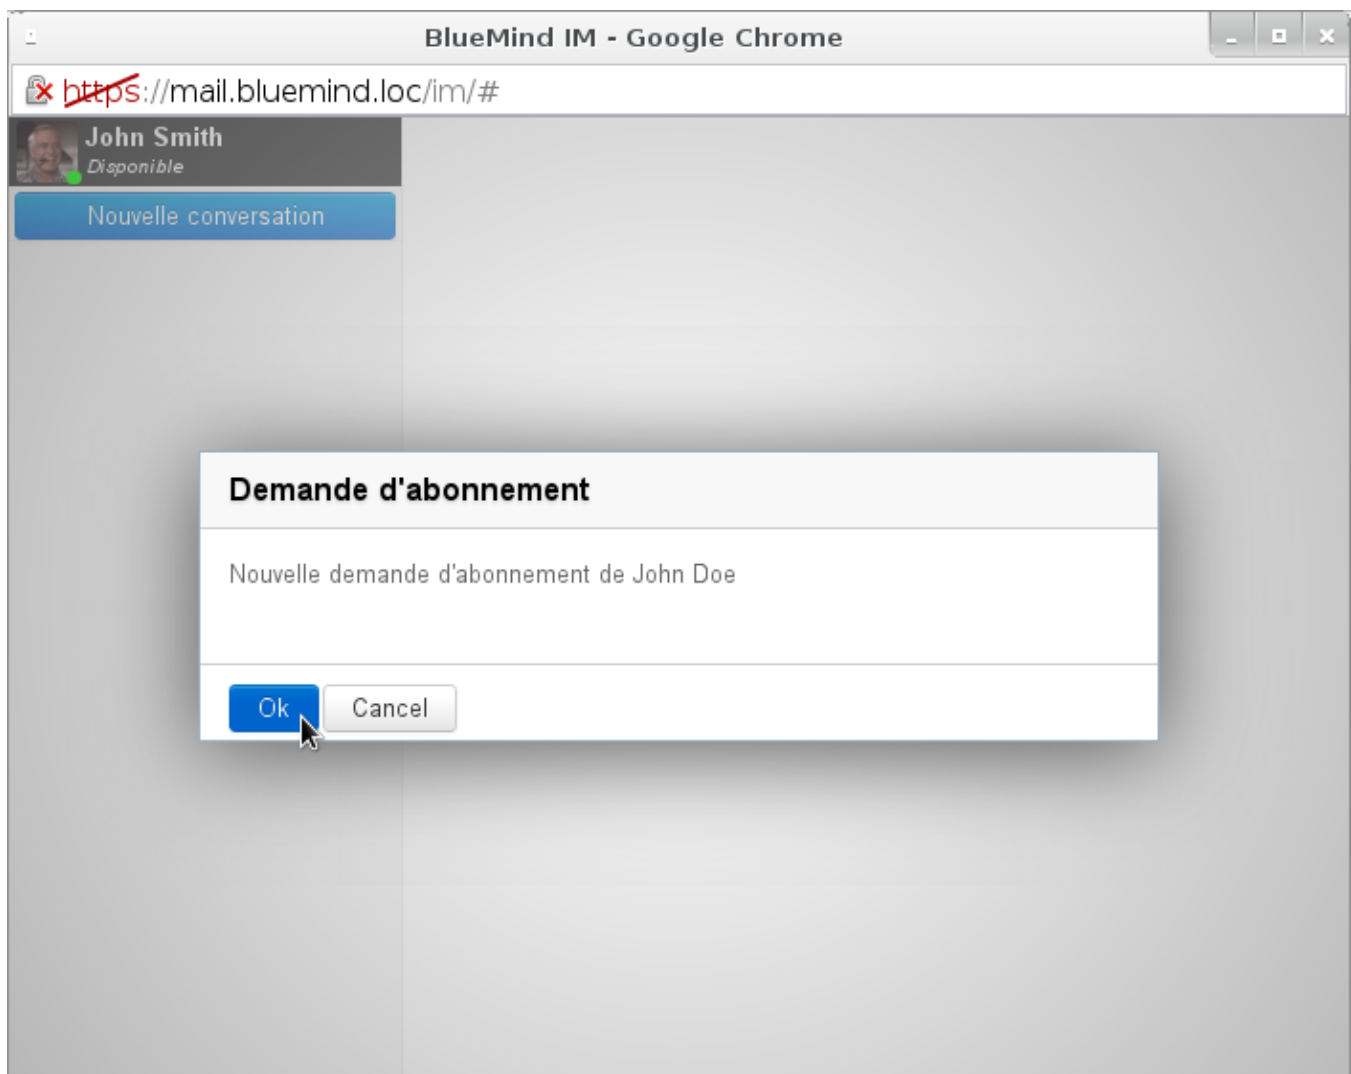 BlueMind IM - Google Chrome
https://mail.bluemind.loc/im/#
John Smith
Disponible
Nouvelle conversation
Demande d'abonnement
Nouvelle demande d'abonnement de John Doe
Ok Cancel